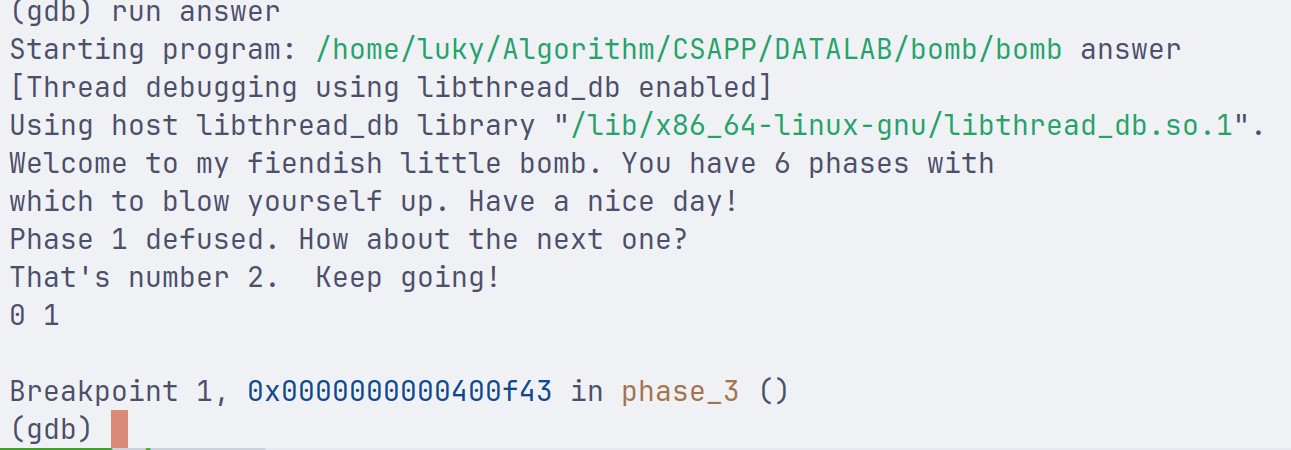 (gdb) run answer
Starting program: /home/luky/Algorithm/CSAPP/DATALAB/bomb/bomb answer
[Thread debugging using libthread_db enabled]
Using host libthread_db library "/lib/x86_64-linux-gnu/libthread_db.so.1".
Welcome to my fiendish little bomb. You have 6 phases with
which to blow yourself up. Have a nice day!
Phase 1 defused. How about the next one?
That's number 2.  Keep going!
0 1
Breakpoint 1, 0x0000000000400f43 in phase_3 ()
(gdb)